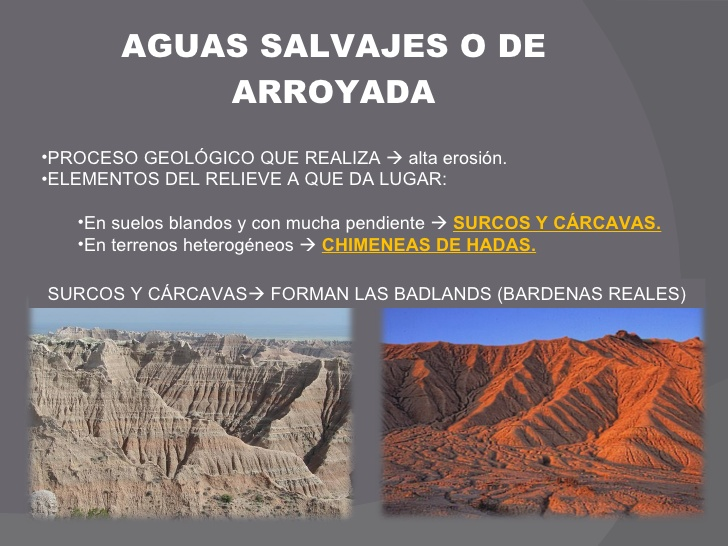 AGUAS SALVAJES O DE
ARROYADA
•PROCESO GEOLÓGICO QUE REALIZA → alta erosión.
•ELEMENTOS DEL RELIEVE A QUE DA LUGAR:
•En suelos blandos y con mucha pendiente → SURCOS Y CÁRCAVAS.
•En terrenos heterogéneos → CHIMENEAS DE HADAS.
SURCOS Y CÁRCAVAS→ FORMAN LAS BADLANDS (BARDENAS REALES)